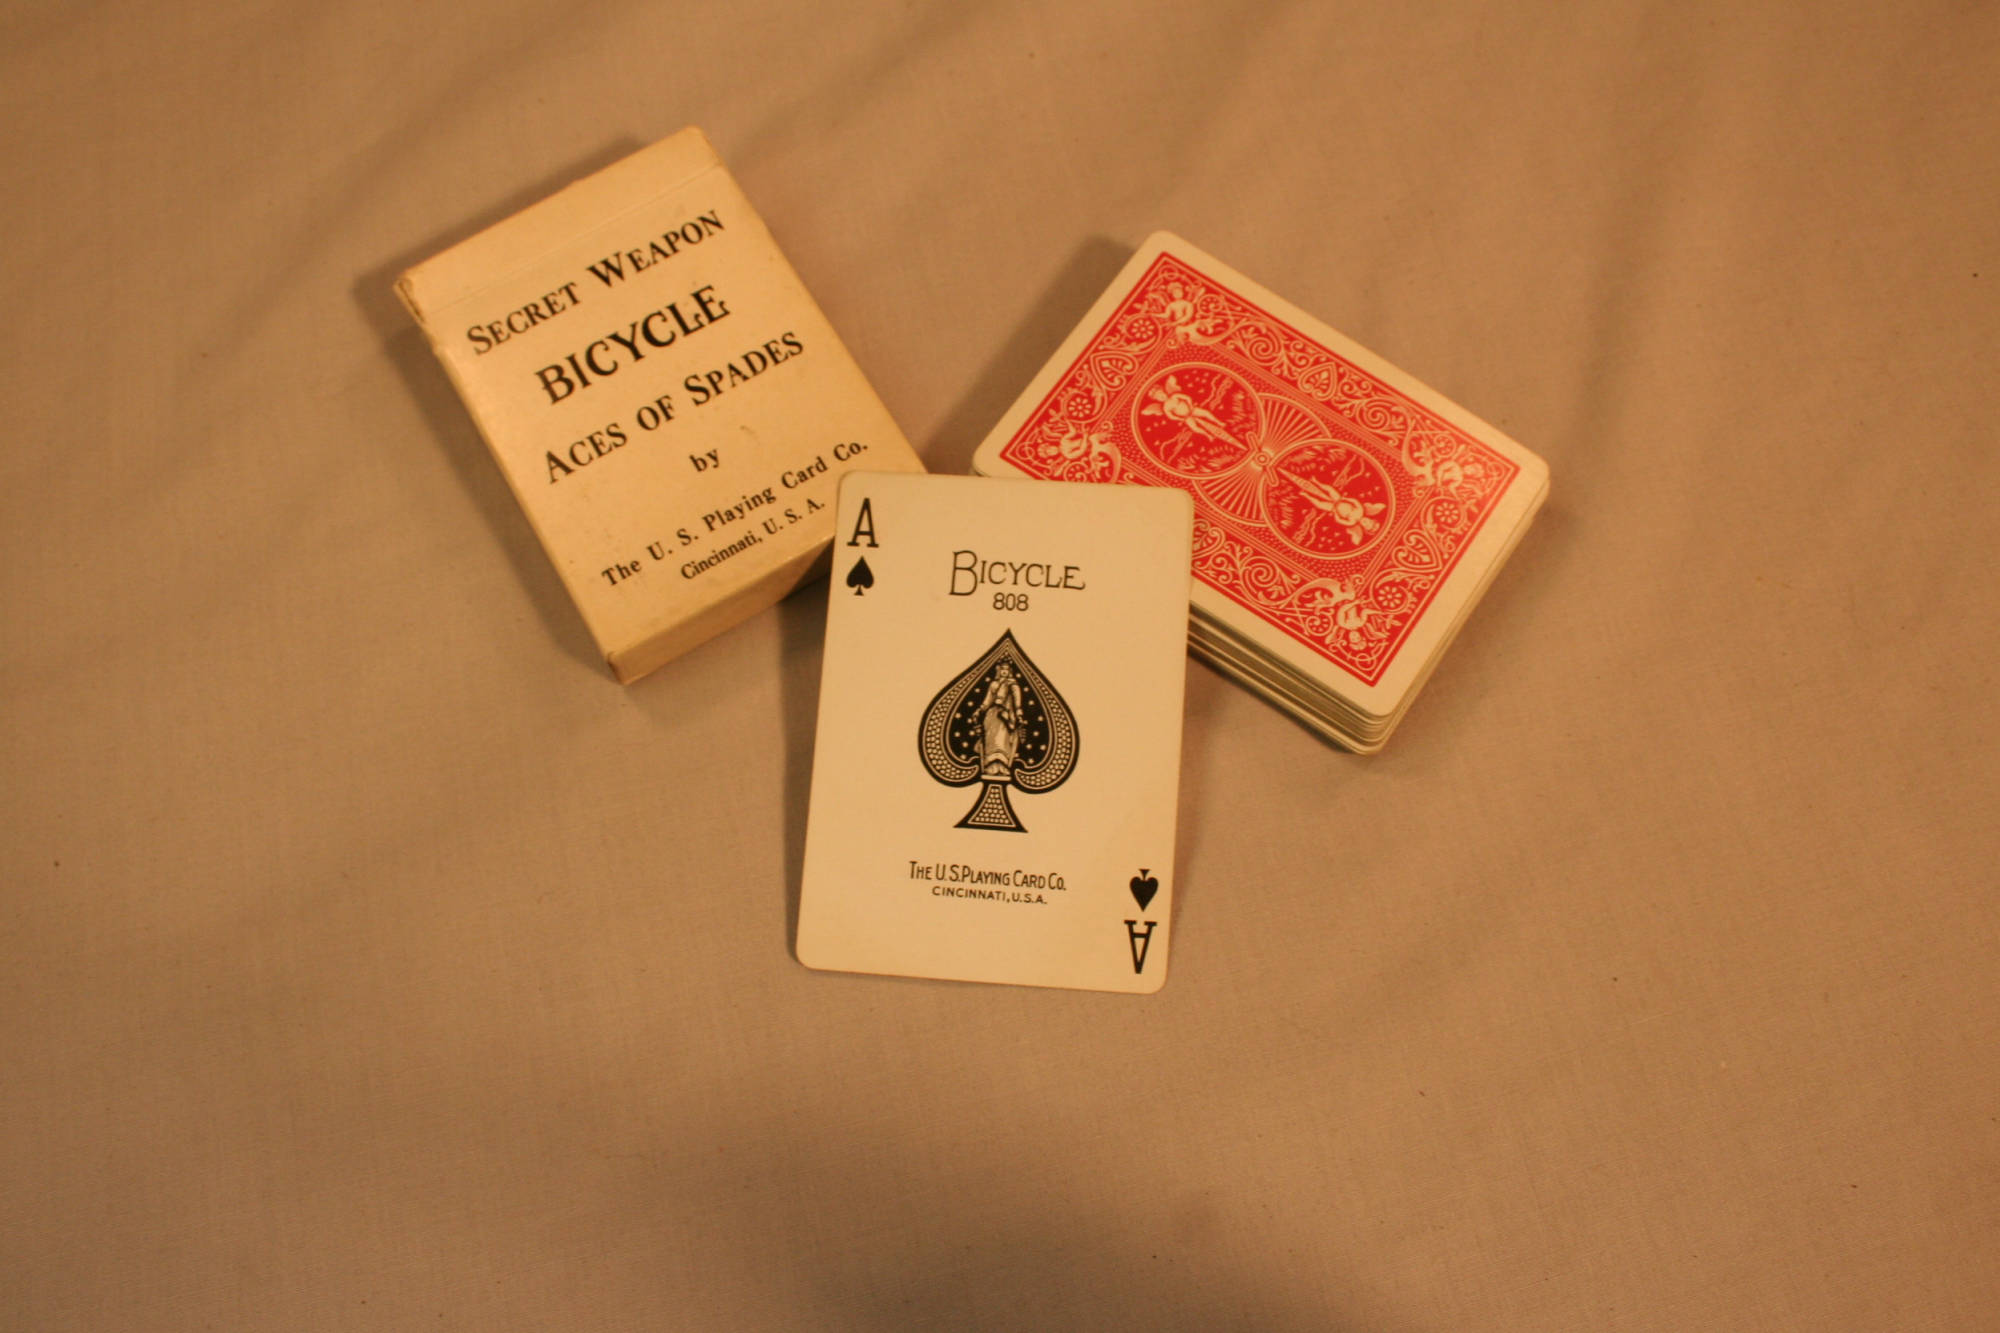 SECRET WEAPON
BICYCLE
ACES OF SPADES
by
The U. S. Playing Card Co.
Cincinnati, U. S. A.
A
BICYCLE
808
THE U.S. PLAYING CARD CO.
CINCINNATI, U.S.A.
A